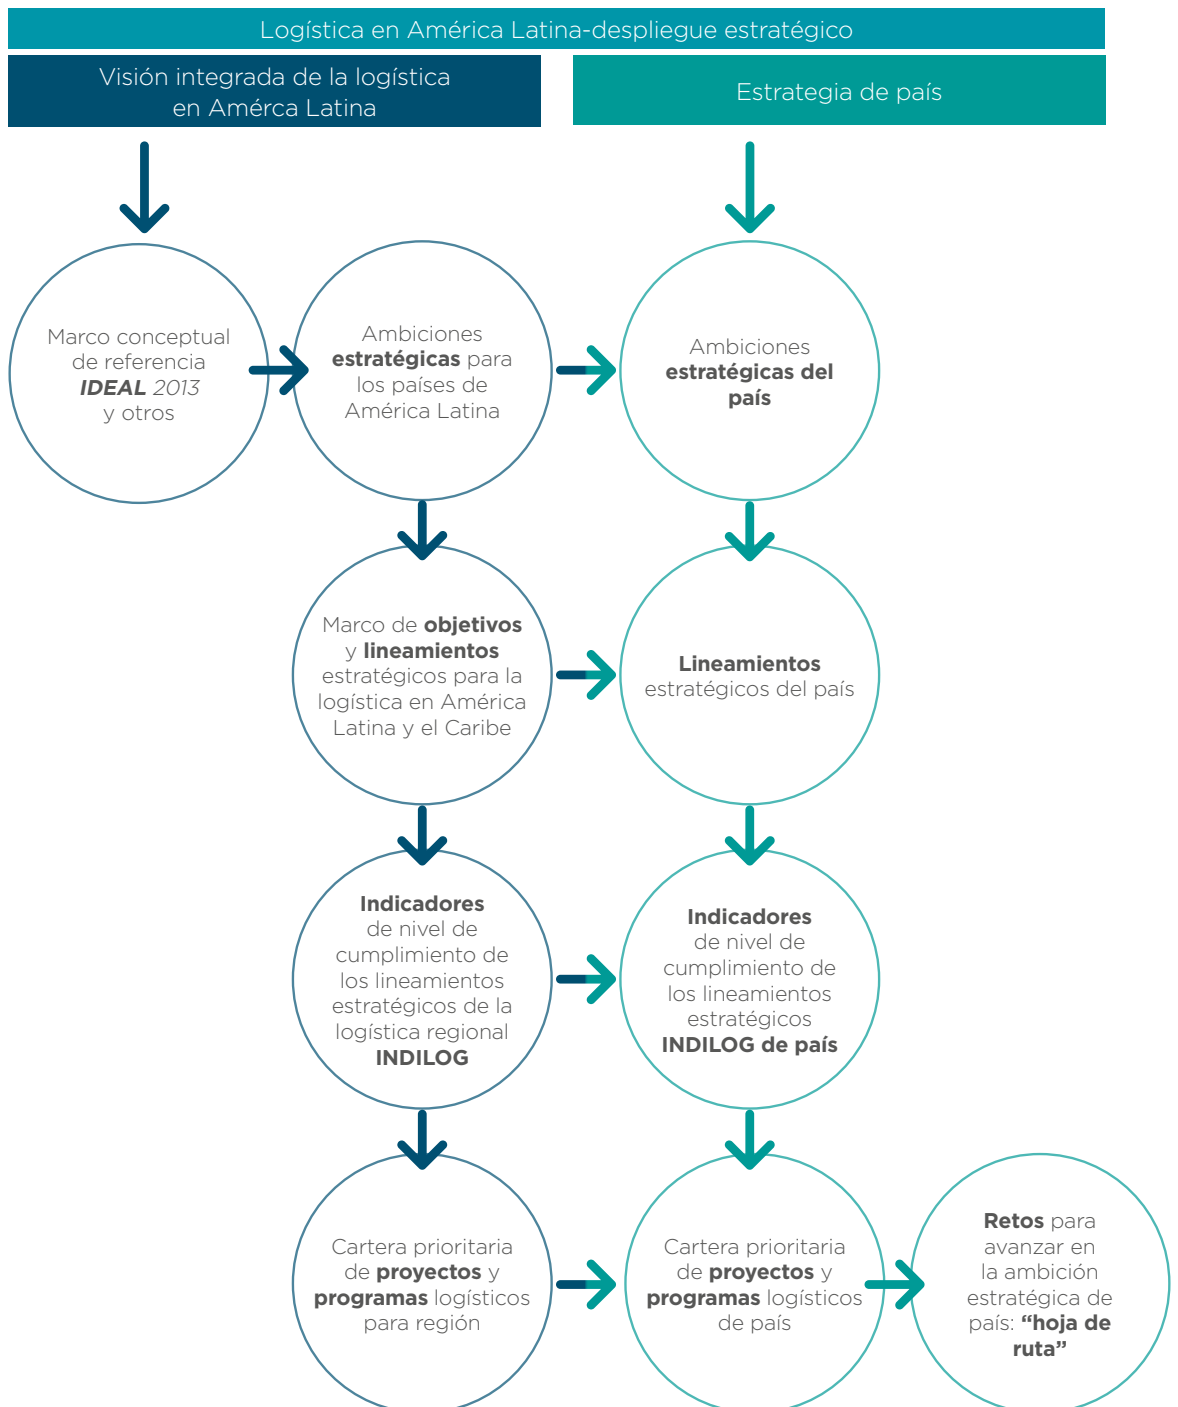 Logística en América Latina-despliegue estratégico
Visión integrada de la logística
en Amérca Latina
Estrategia de país
Marco conceptual
de referencia
IDEAL 2013
y otros
Ambiciones
estratégicas para
los países de
América Latina
Ambiciones
estratégicas del
país
Marco de objetivos
y lineamientos
estratégicos para la
logística en América
Latina y el Caribe
Lineamientos
estratégicos del país
Indicadores
de nivel de
cumplimiento de
los lineamientos
estratégicos de la
logística regional
INDILOG
Indicadores
de nivel de
cumplimiento de
los lineamientos
estratégicos
INDILOG de país
Cartera prioritaria
de proyectos y
programas logísticos
para región
Cartera prioritaria
de proyectos y
programas logísticos
de país
Retos para
avanzar en
la ambición
estratégica de
país: “hoja de
ruta”